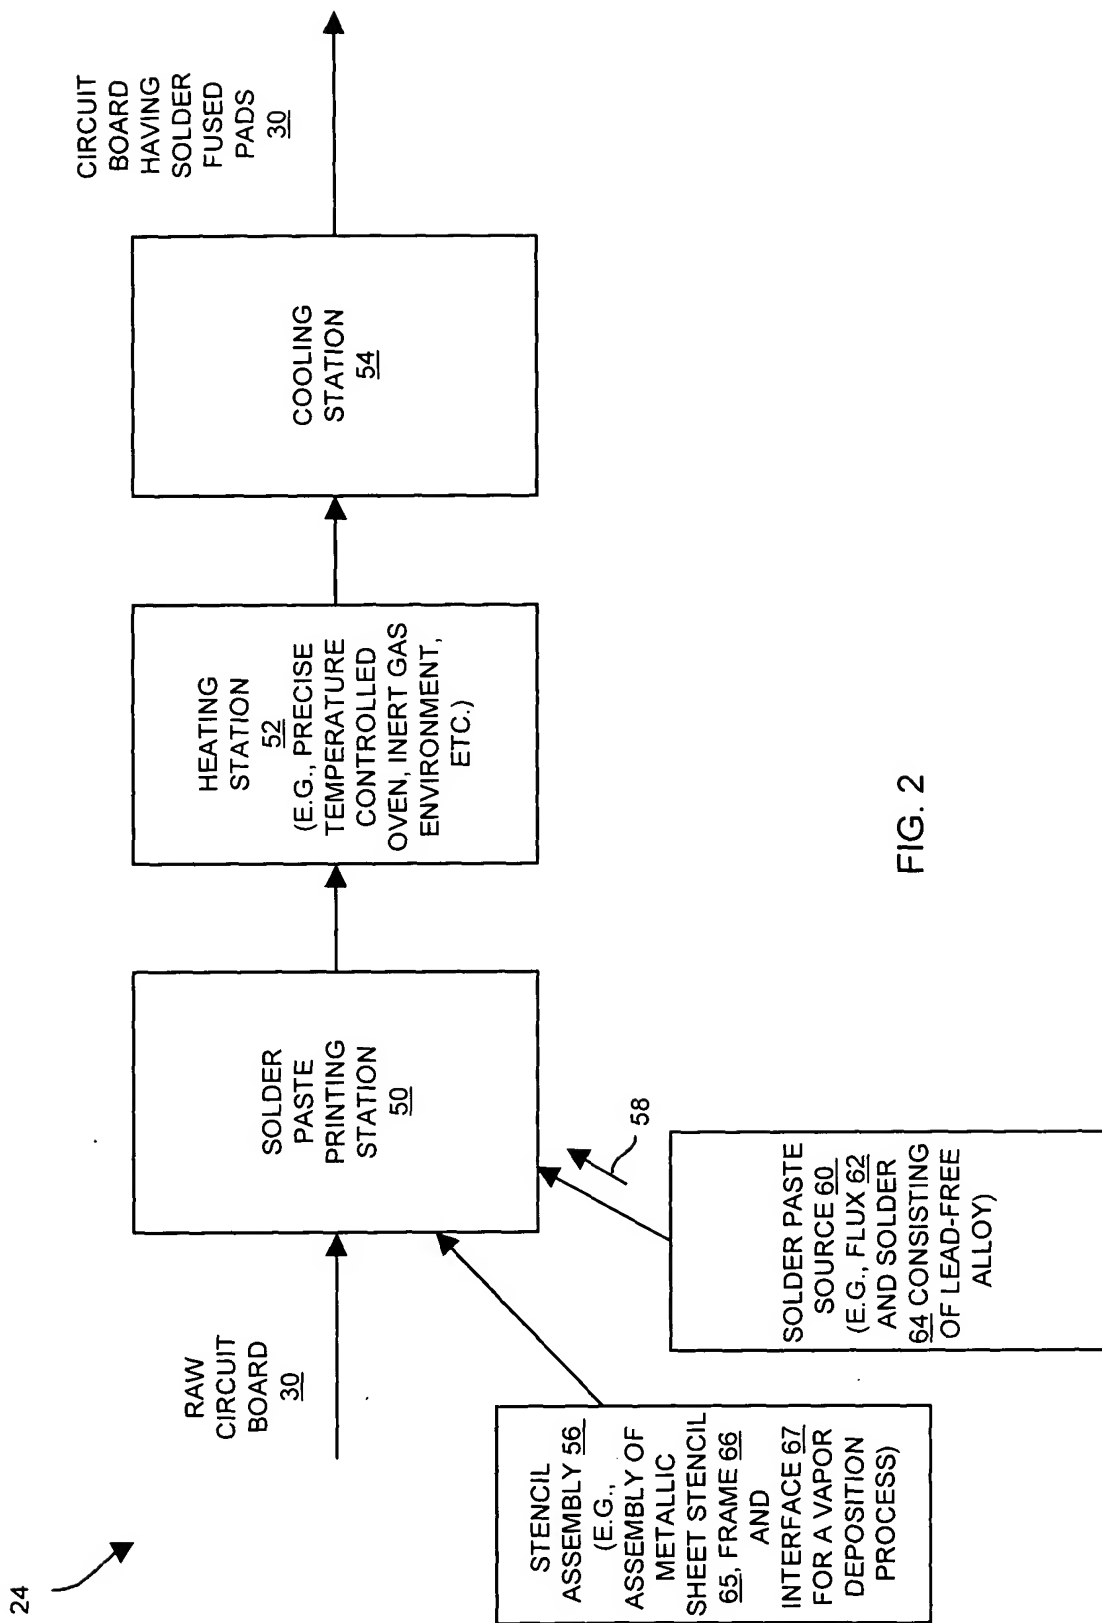 24
RAW
CIRCUIT
BOARD
30
SOLDER
PASTE
PRINTING
STATION
50
HEATING
STATION
52
(E.G., PRECISE
TEMPERATURE
CONTROLLED
OVEN, INERT GAS
ENVIRONMENT,
ETC.)
COOLING
STATION
54
CIRCUIT
BOARD
HAVING
SOLDER
FUSED
PADS
30
STENCIL
ASSEMBLY 56
(E.G.,
ASSEMBLY OF
METALLIC
SHEET STENCIL
65, FRAME 66
AND
INTERFACE 67
FOR A VAPOR
DEPOSITION
PROCESS)
58
SOLDER PASTE
SOURCE 60
(E.G., FLUX 62
AND SOLDER
64 CONSISTING
OF LEAD-FREE
ALLOY)
FIG. 2